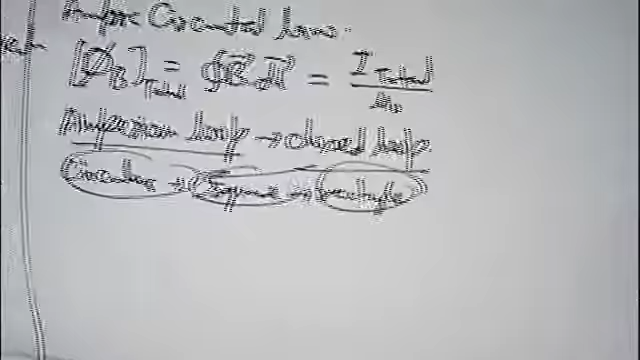 Ampere Circuital law.
[Φ_B]_Total = ∮B⃗.dl⃗ = I_Total / μ₀
Amperian loop → closed loop
Circular → Square → rectangle